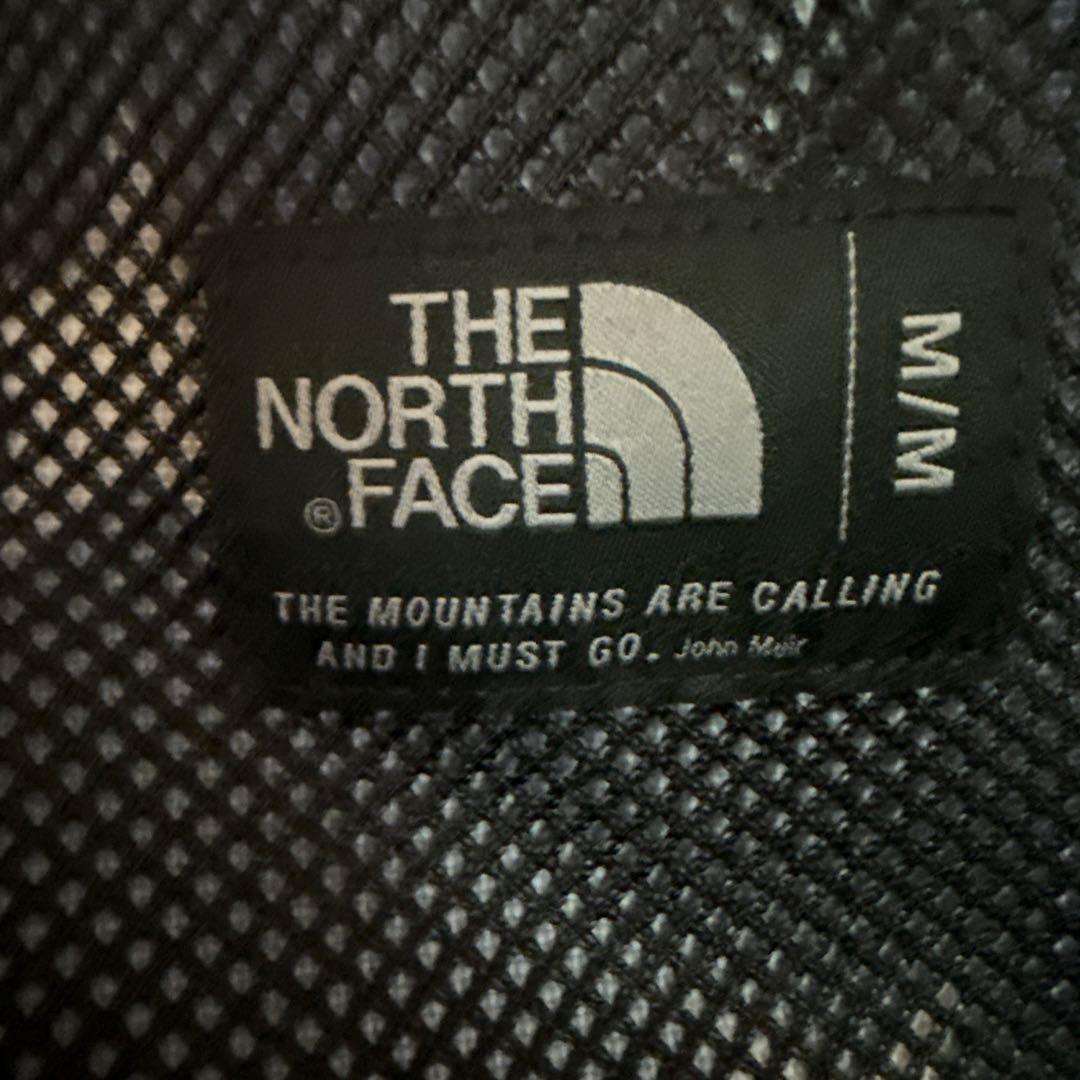 THE
NORTH
®FACE
M/M
THE MOUNTAINS ARE CALLING
AND I MUST GO. John Muir